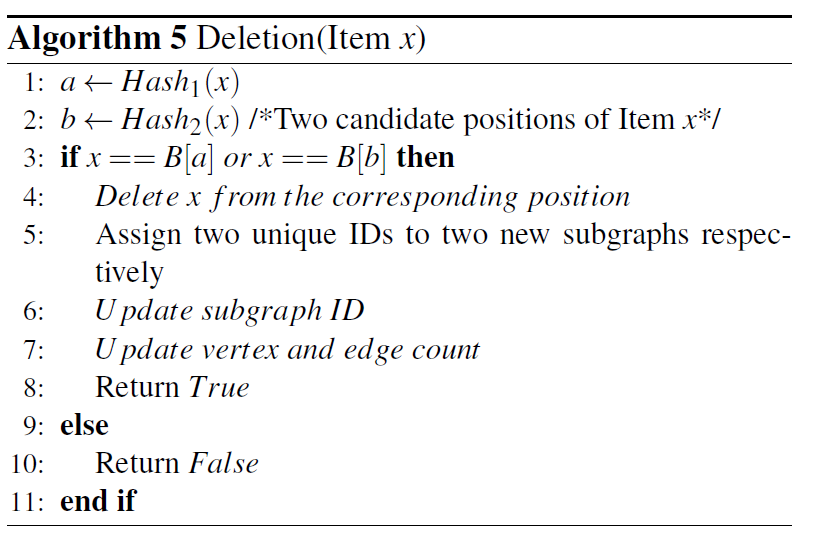 Algorithm 5 Deletion(Item x)
1: a ← Hash₁(x)
2: b ← Hash₂(x) /*Two candidate positions of Item x*/
3: if x == B[a] or x == B[b] then
4: Delete x from the corresponding position
5: Assign two unique IDs to two new subgraphs respec-
tively
6: Update subgraph ID
7: Update vertex and edge count
8: Return True
9: else
10: Return False
11: end if